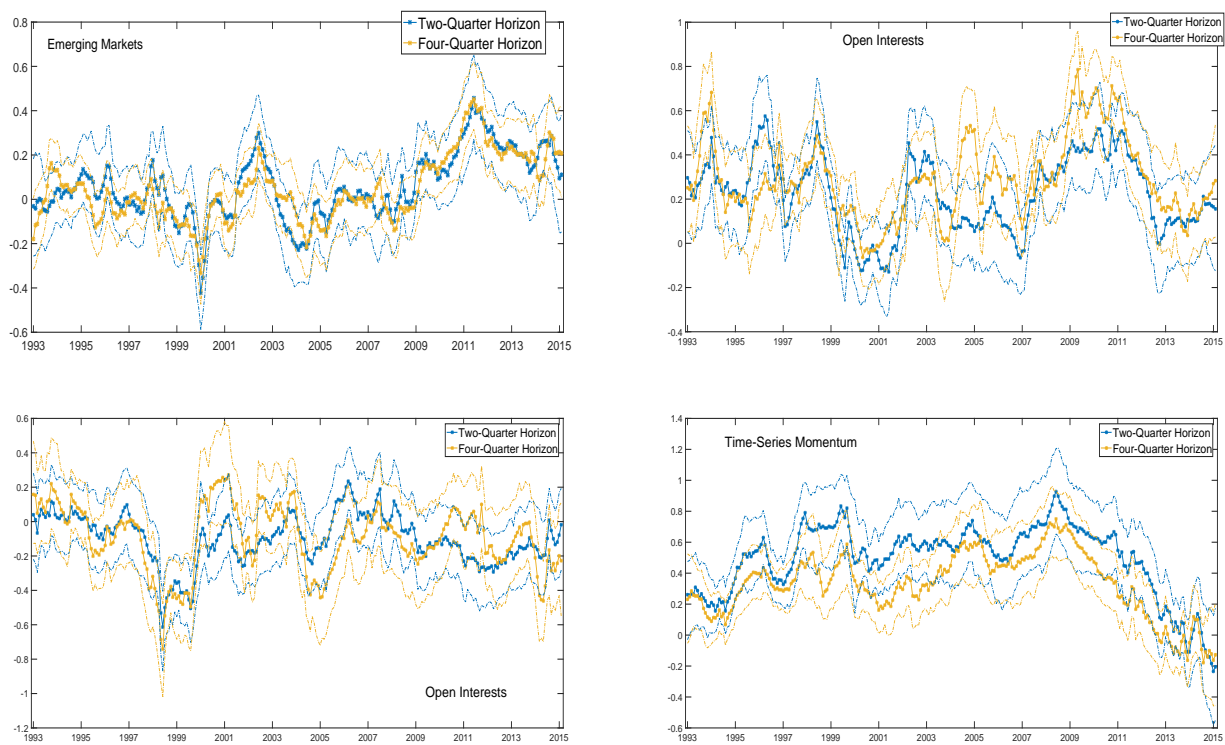 Emerging Markets
Two-Quarter Horizon
Four-Quarter Horizon
0.8
0.6
0.4
0.2
0
-0.2
-0.4
-0.6
1993 1995 1997 1999 2001 2003 2005 2007 2009 2011 2013 2015
Open Interests
Two-Quarter Horizon
Four-Quarter Horizon
1
0.8
0.6
0.4
0.2
0
-0.2
-0.4
1993 1995 1997 1999 2001 2003 2005 2007 2009 2011 2013 2015
Two-Quarter Horizon
Four-Quarter Horizon
0.6
0.4
0.2
0
-0.2
-0.4
-0.6
-0.8
-1
-1.2
Open Interests
1993 1995 1997 1999 2001 2003 2005 2007 2009 2011 2013 2015
Time-Series Momentum
Two-Quarter Horizon
Four-Quarter Horizon
1.4
1.2
1
0.8
0.6
0.4
0.2
0
-0.2
-0.4
-0.6
1993 1995 1997 1999 2001 2003 2005 2007 2009 2011 2013 2015